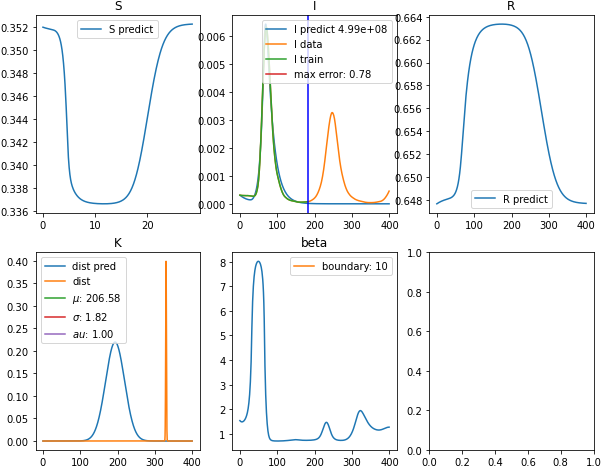 S
I
R
0.352
0.350
0.348
0.346
0.344
0.342
0.340
0.338
0.336
S predict
0 10 20
0.006
0.005
0.004
0.003
0.002
0.001
0.000
I predict 4.99e+08
I data
I train
max error: 0.78
0 100 200 300 400
0.664
0.662
0.660
0.658
0.656
0.654
0.652
0.650
0.648
R predict
0 100 200 300 400
K
beta
0.40
0.35
0.30
0.25
0.20
0.15
0.10
0.05
0.00
dist pred
dist
μ: 206.58
σ: 1.82
au: 1.00
0 100 200 300 400
8
7
6
5
4
3
2
1
boundary: 10
0 100 200 300 400
1.0
0.8
0.6
0.4
0.2
0.0
0.0 0.2 0.4 0.6 0.8 1.0